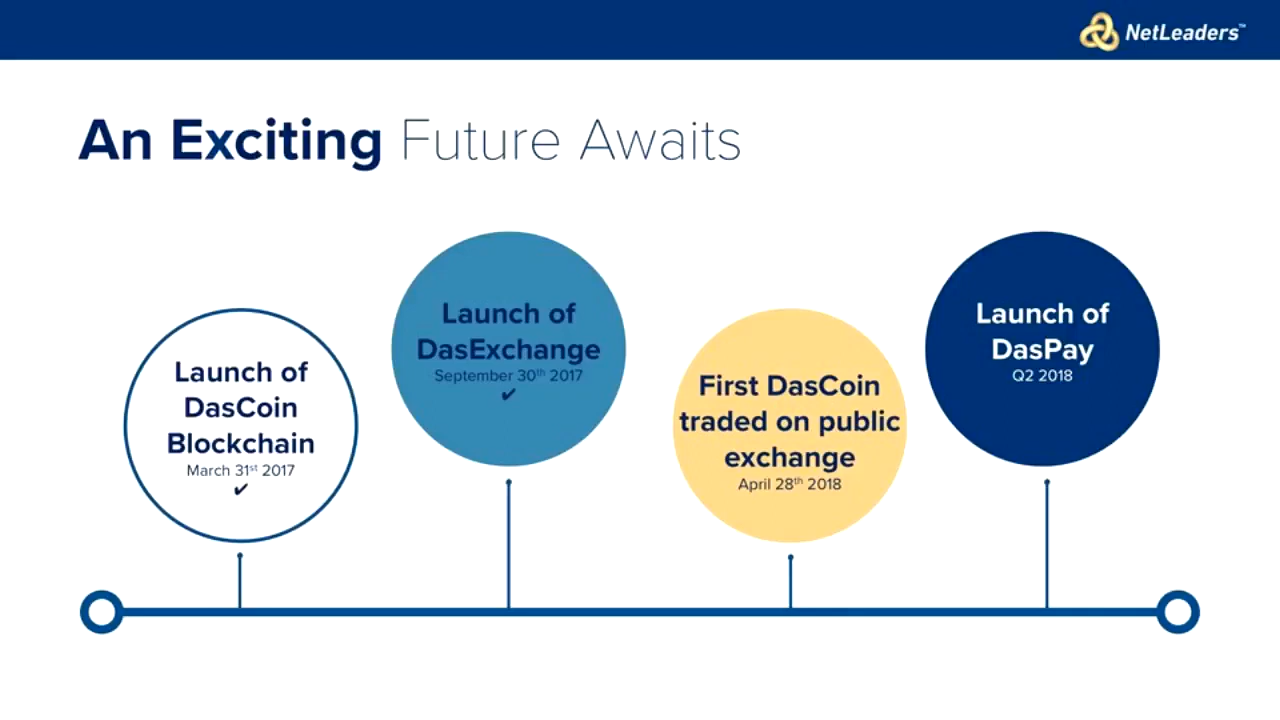 NetLeaders™
An Exciting Future Awaits
Launch of
DasCoin
Blockchain
March 31st 2017
✔
Launch of
DasExchange
September 30th 2017
✔
First DasCoin
traded on public
exchange
April 28th 2018
Launch of
DasPay
Q2 2018